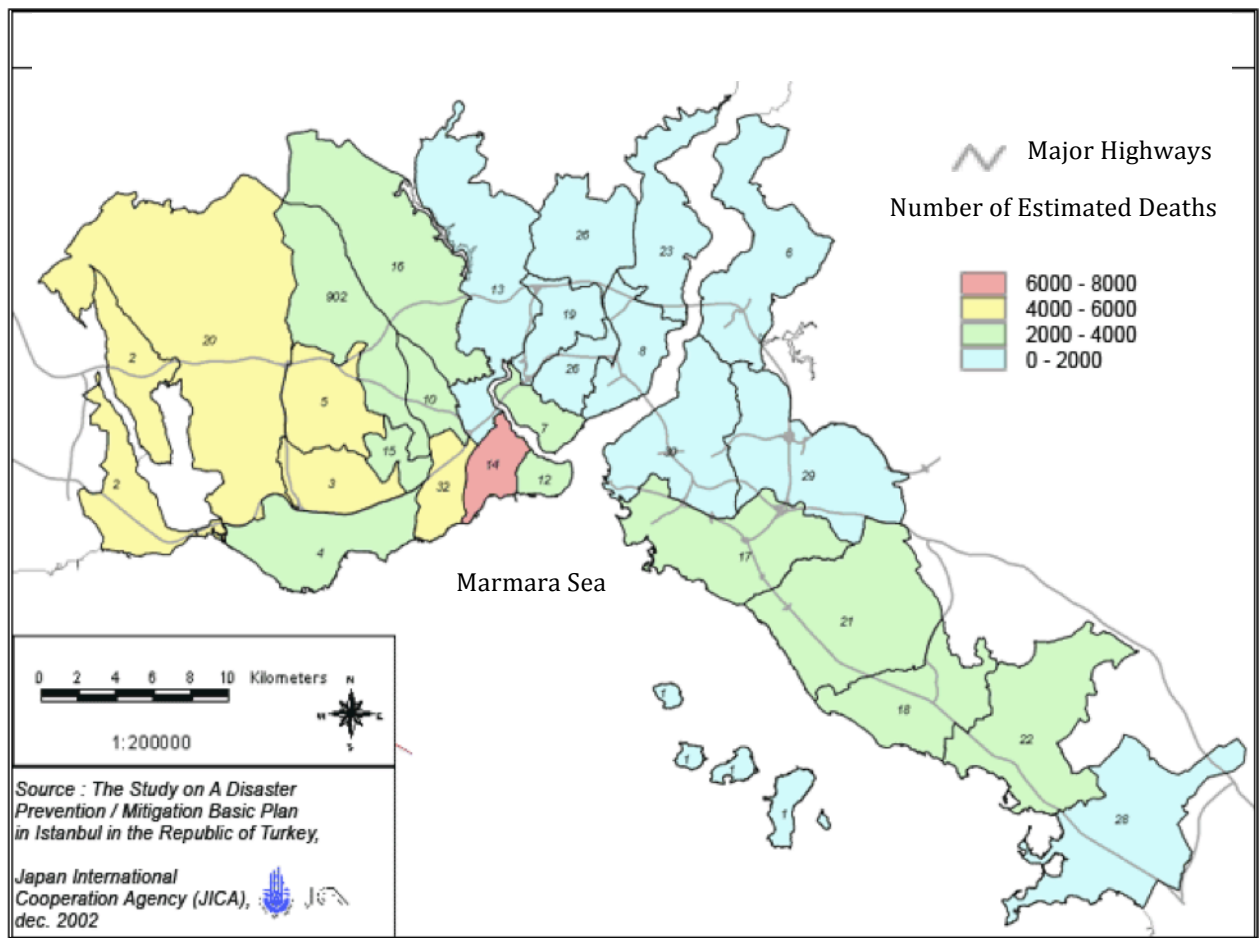 Major Highways
Number of Estimated Deaths
6000 - 8000
4000 - 6000
2000 - 4000
0 - 2000
26
6
23
16
13
902
19
20
8
2
26
5
10
7
30
15
14
29
12
3
32
2
4
17
Marmara Sea
21
1
18
22
1
1
1
28
0 2 4 6 8 10 Kilometers
N
W E
S
1:200000
Source : The Study on A Disaster
Prevention / Mitigation Basic Plan
in Istanbul in the Republic of Turkey,
Japan International
Cooperation Agency (JICA),
dec. 2002